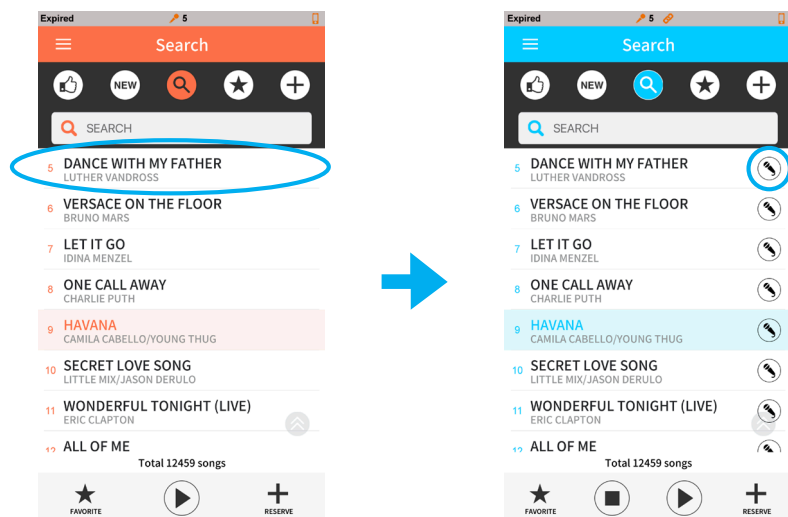 Expired 5
Search
NEW
SEARCH
5 DANCE WITH MY FATHER
LUTHER VANDROSS
6 VERSACE ON THE FLOOR
BRUNO MARS
7 LET IT GO
IDINA MENZEL
8 ONE CALL AWAY
CHARLIE PUTH
9 HAVANA
CAMILA CABELLO/YOUNG THUG
10 SECRET LOVE SONG
LITTLE MIX/JASON DERULO
11 WONDERFUL TONIGHT (LIVE)
ERIC CLAPTON
12 ALL OF ME
Total 12459 songs
FAVORITE RESERVE
Expired 5
Search
NEW
SEARCH
5 DANCE WITH MY FATHER
LUTHER VANDROSS
6 VERSACE ON THE FLOOR
BRUNO MARS
7 LET IT GO
IDINA MENZEL
8 ONE CALL AWAY
CHARLIE PUTH
9 HAVANA
CAMILA CABELLO/YOUNG THUG
10 SECRET LOVE SONG
LITTLE MIX/JASON DERULO
11 WONDERFUL TONIGHT (LIVE)
ERIC CLAPTON
12 ALL OF ME
Total 12459 songs
FAVORITE RESERVE